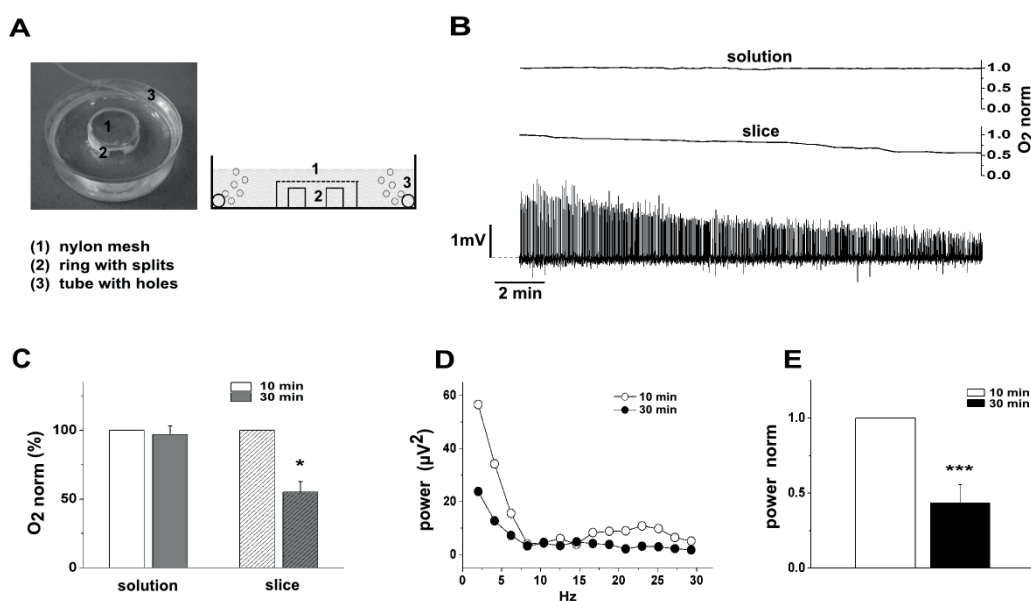 A
1
2
3
1
2
3
(1) nylon mesh
(2) ring with splits
(3) tube with holes
B
solution
1.0
0.5
0.0
slice
1.0
0.5
0.0
O2 norm
1mV
2 min
C
10 min
30 min
100
50
0
O2 norm (%)
*
solution
slice
D
60
40
20
0
power (µV²)
10 min
30 min
0 5 10 15 20 25 30
Hz
E
10 min
30 min
1.0
0.5
0.0
power norm
***